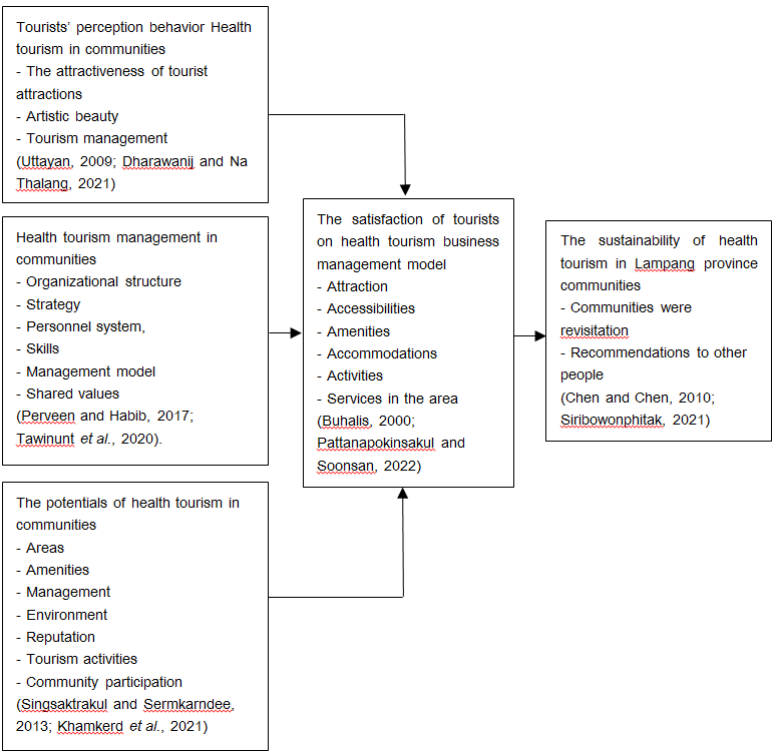 Tourists’ perception behavior Health
tourism in communities
- The attractiveness of tourist
attractions
- Artistic beauty
- Tourism management
(Uttayan, 2009; Dharawanij and Na
Thalang, 2021)
Health tourism management in
communities
- Organizational structure
- Strategy
- Personnel system,
- Skills
- Management model
- Shared values
(Perveen and Habib, 2017;
Tawinunt et al., 2020).
The potentials of health tourism in
communities
- Areas
- Amenities
- Management
- Environment
- Reputation
- Tourism activities
- Community participation
(Singsaktrakul and Sermkarndee,
2013; Khamkerd et al., 2021)
The satisfaction of tourists
on health tourism business
management model
- Attraction
- Accessibilities
- Amenities
- Accommodations
- Activities
- Services in the area
(Buhalis, 2000;
Pattanapokinsakul and
Soonsan, 2022)
The sustainability of health
tourism in Lampang province
communities
- Communities were
revisitation
- Recommendations to other
people
(Chen and Chen, 2010;
Siribowonphitak, 2021)